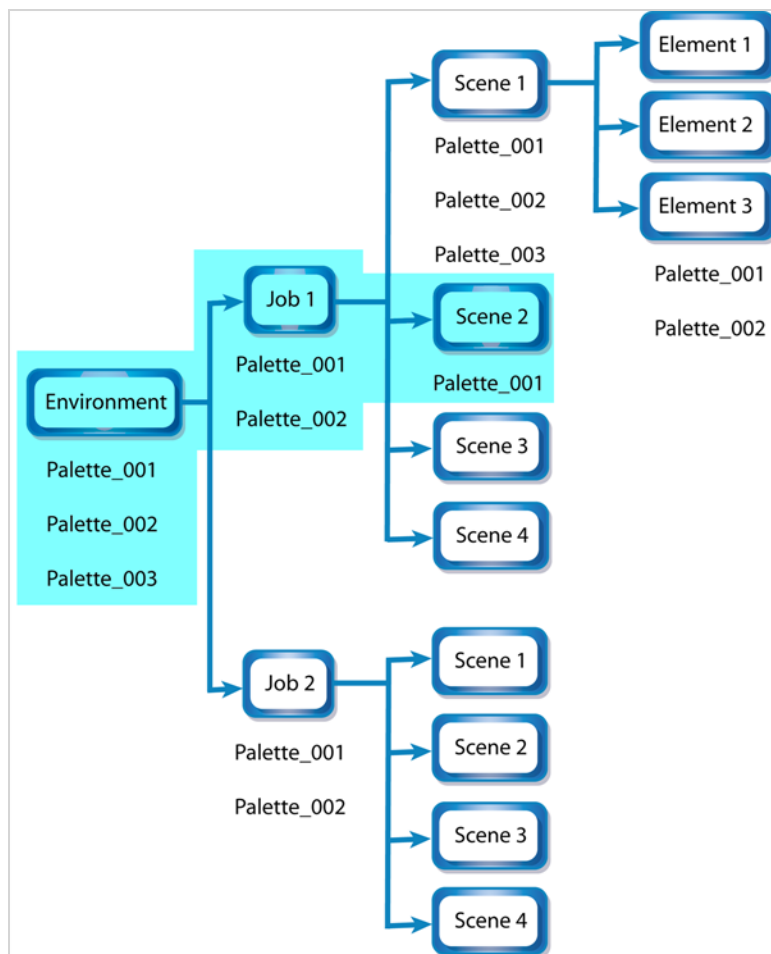 Environment
Palette_001
Palette_002
Palette_003
Job 1
Palette_001
Palette_002
Scene 1
Palette_001
Palette_002
Palette_003
Element 1
Element 2
Element 3
Palette_001
Palette_002
Scene 2
Palette_001
Scene 3
Scene 4
Job 2
Palette_001
Palette_002
Scene 1
Scene 2
Scene 3
Scene 4